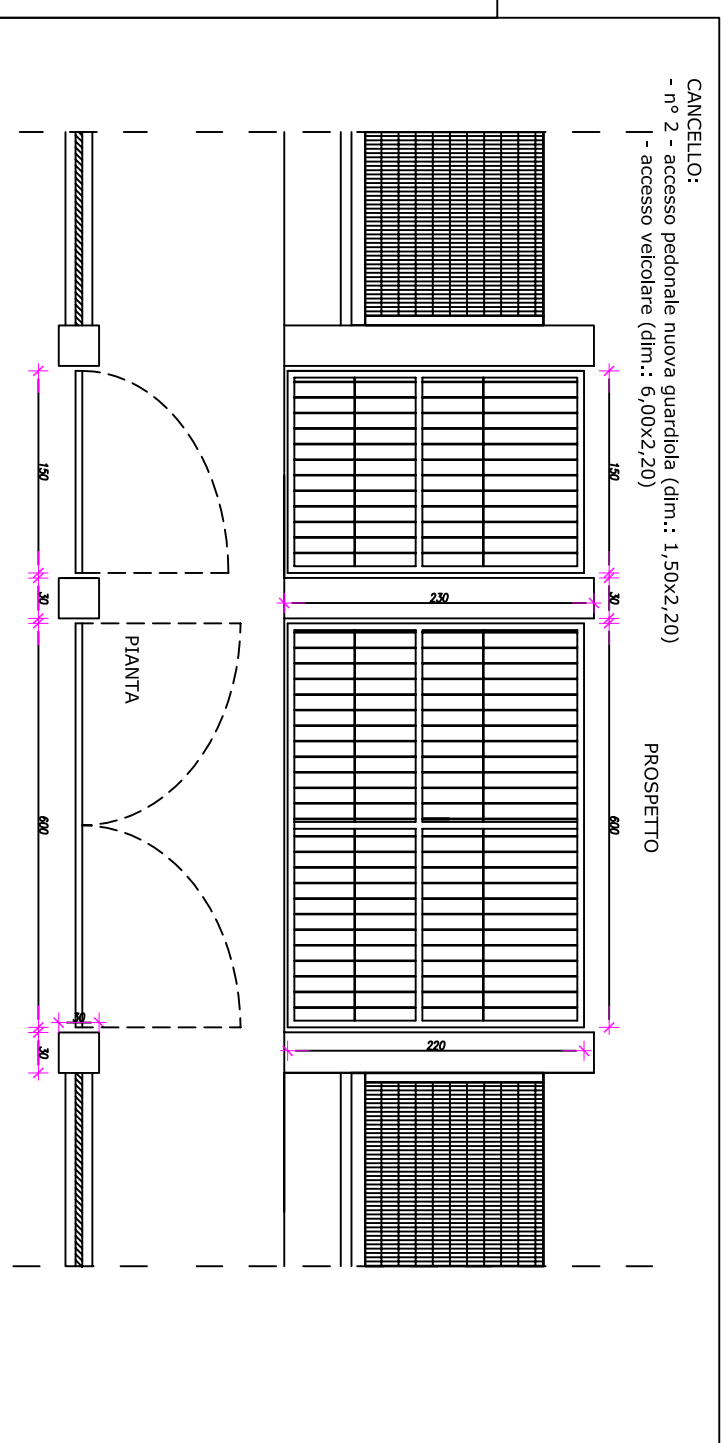 CANCELLO:
- n° 2 - accesso pedonale nuova guardiola (dim.: 1,50x2,20)
- accesso veicolare (dim.: 6,00x2,20)
PROSPETTO
150
30
600
230
220
PIANTA
150
30
600
30
30